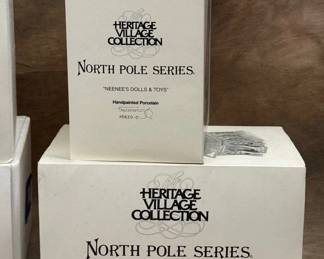 HERITAGE
VILLAGE
COLLECTION
NORTH POLE SERIES®
"NEENEE'S DOLLS & TOYS"
Handpainted Porcelain
HERITAGE
VILLAGE
COLLECTION
NORTH POLE SERIES®